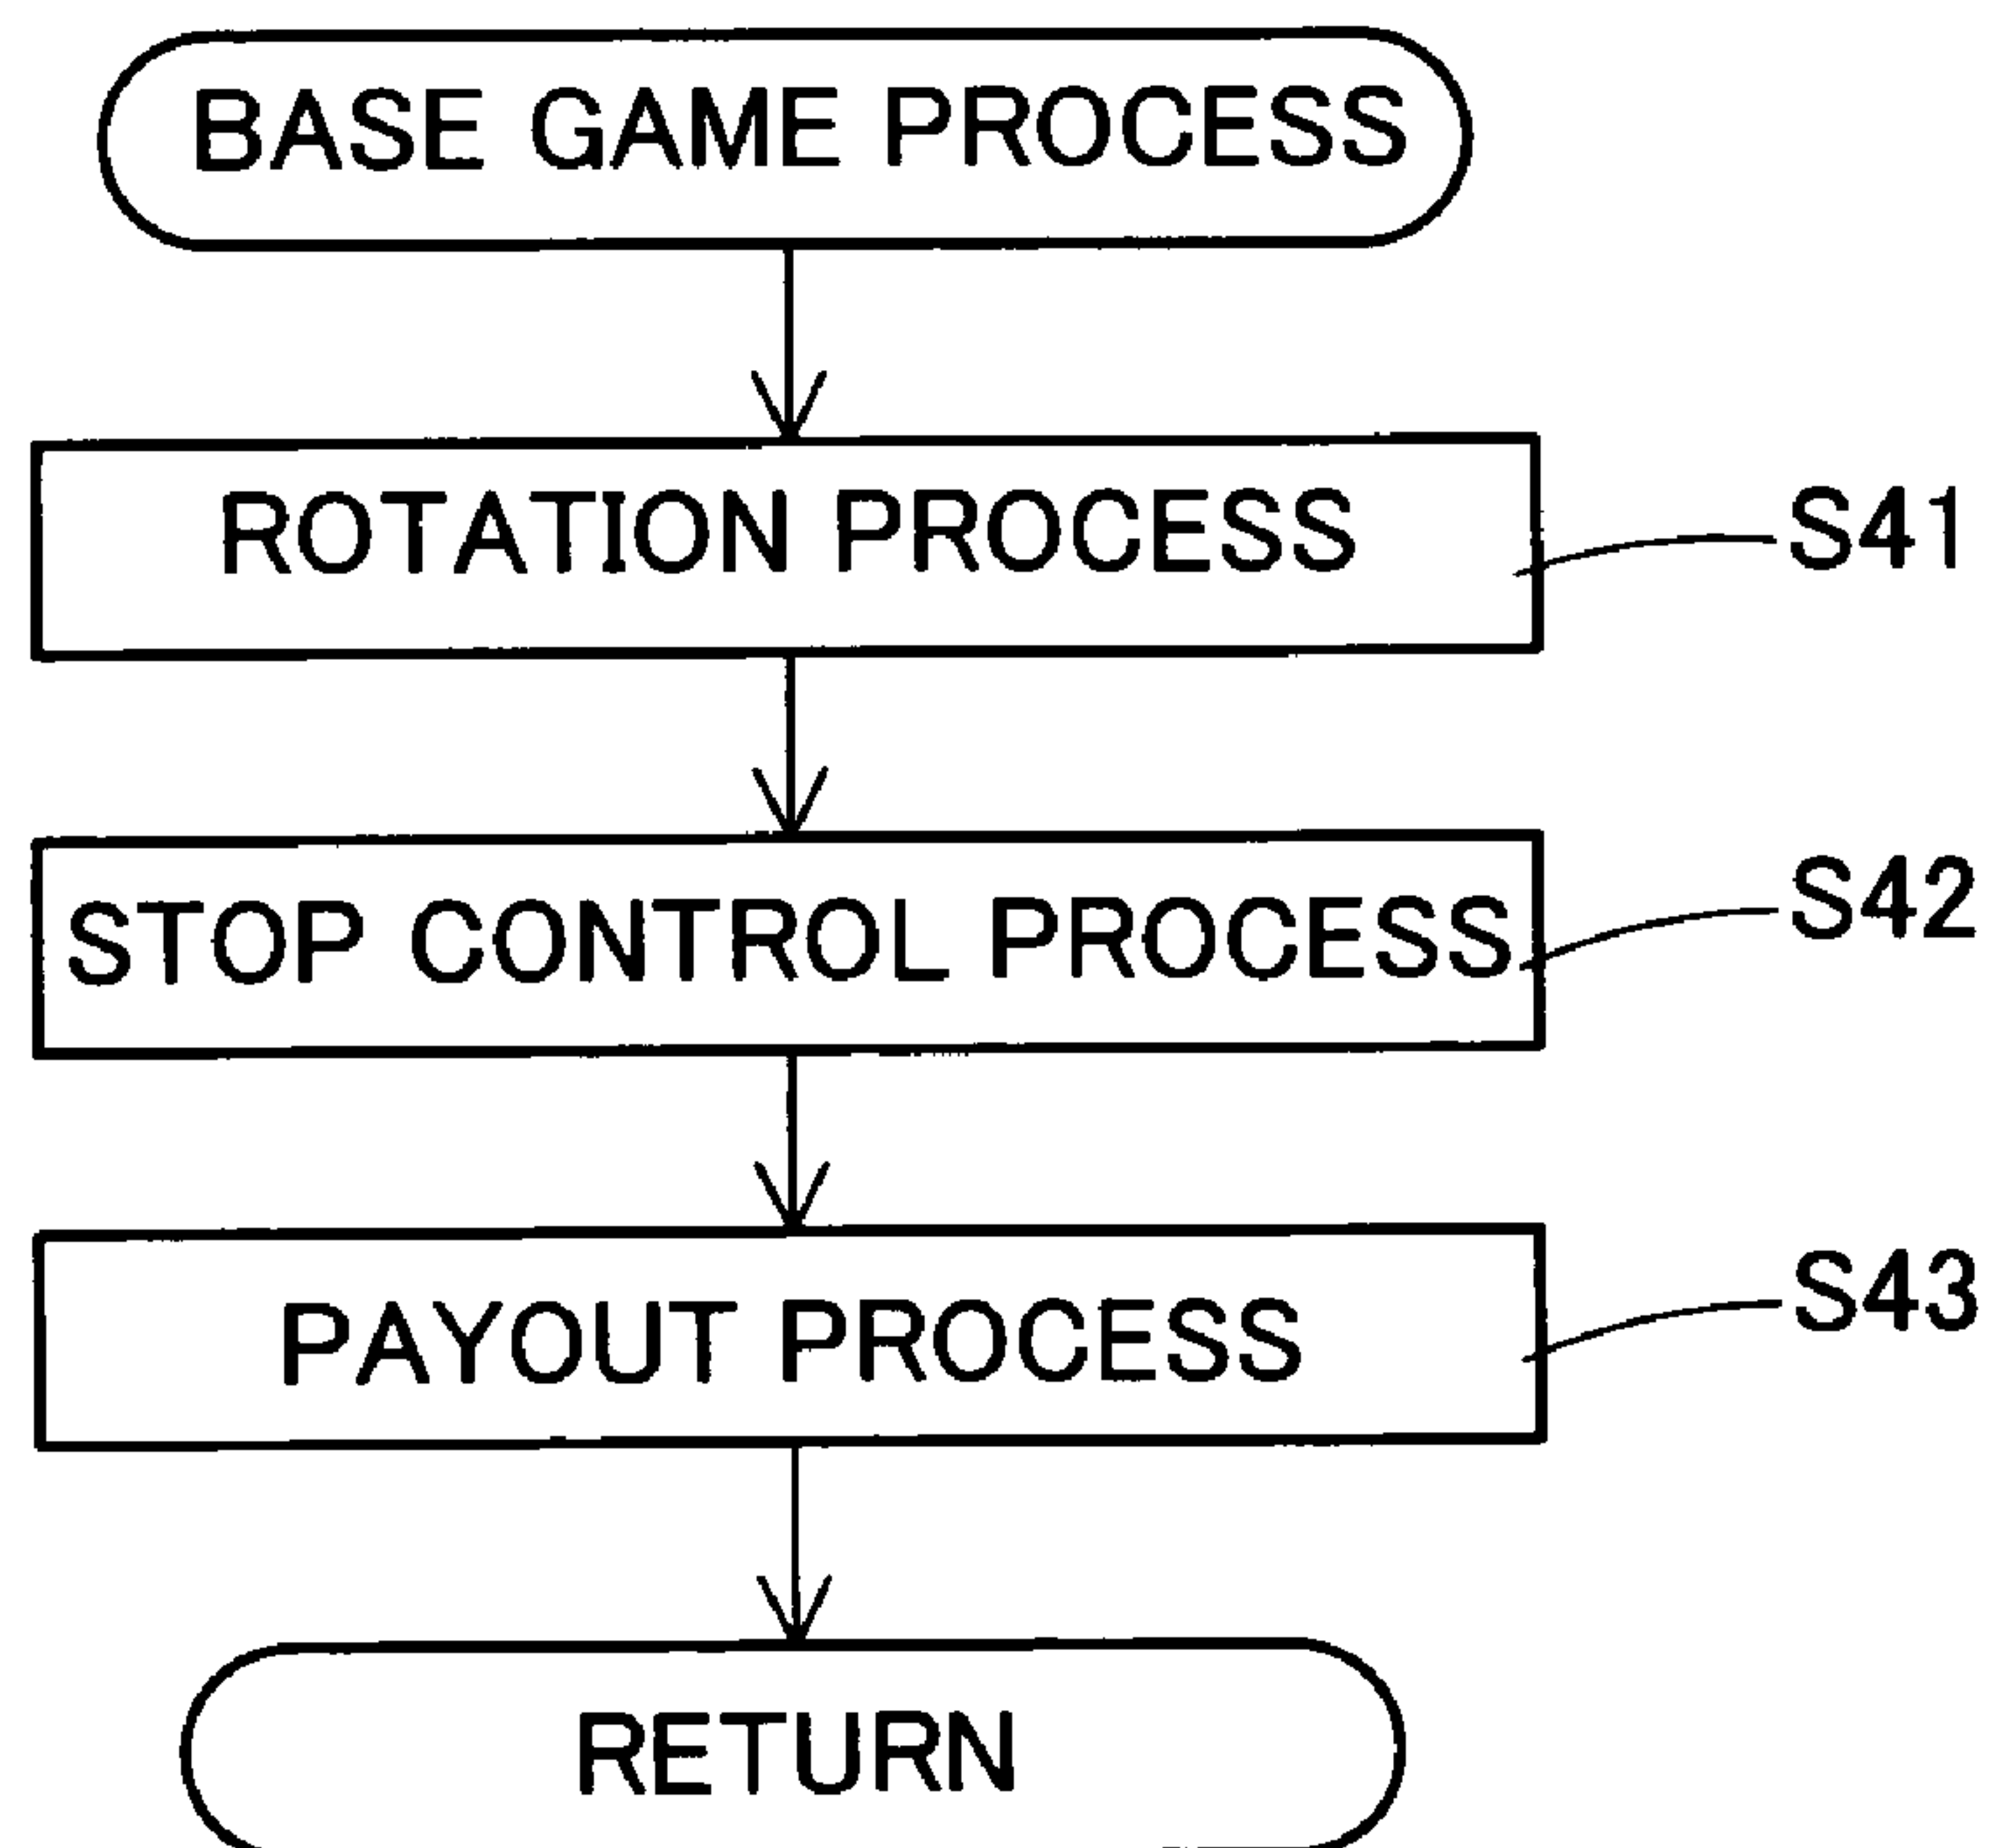 BASE GAME PROCESS
ROTATION PROCESS
S41
STOP CONTROL PROCESS
S42
PAYOUT PROCESS
S43
RETURN